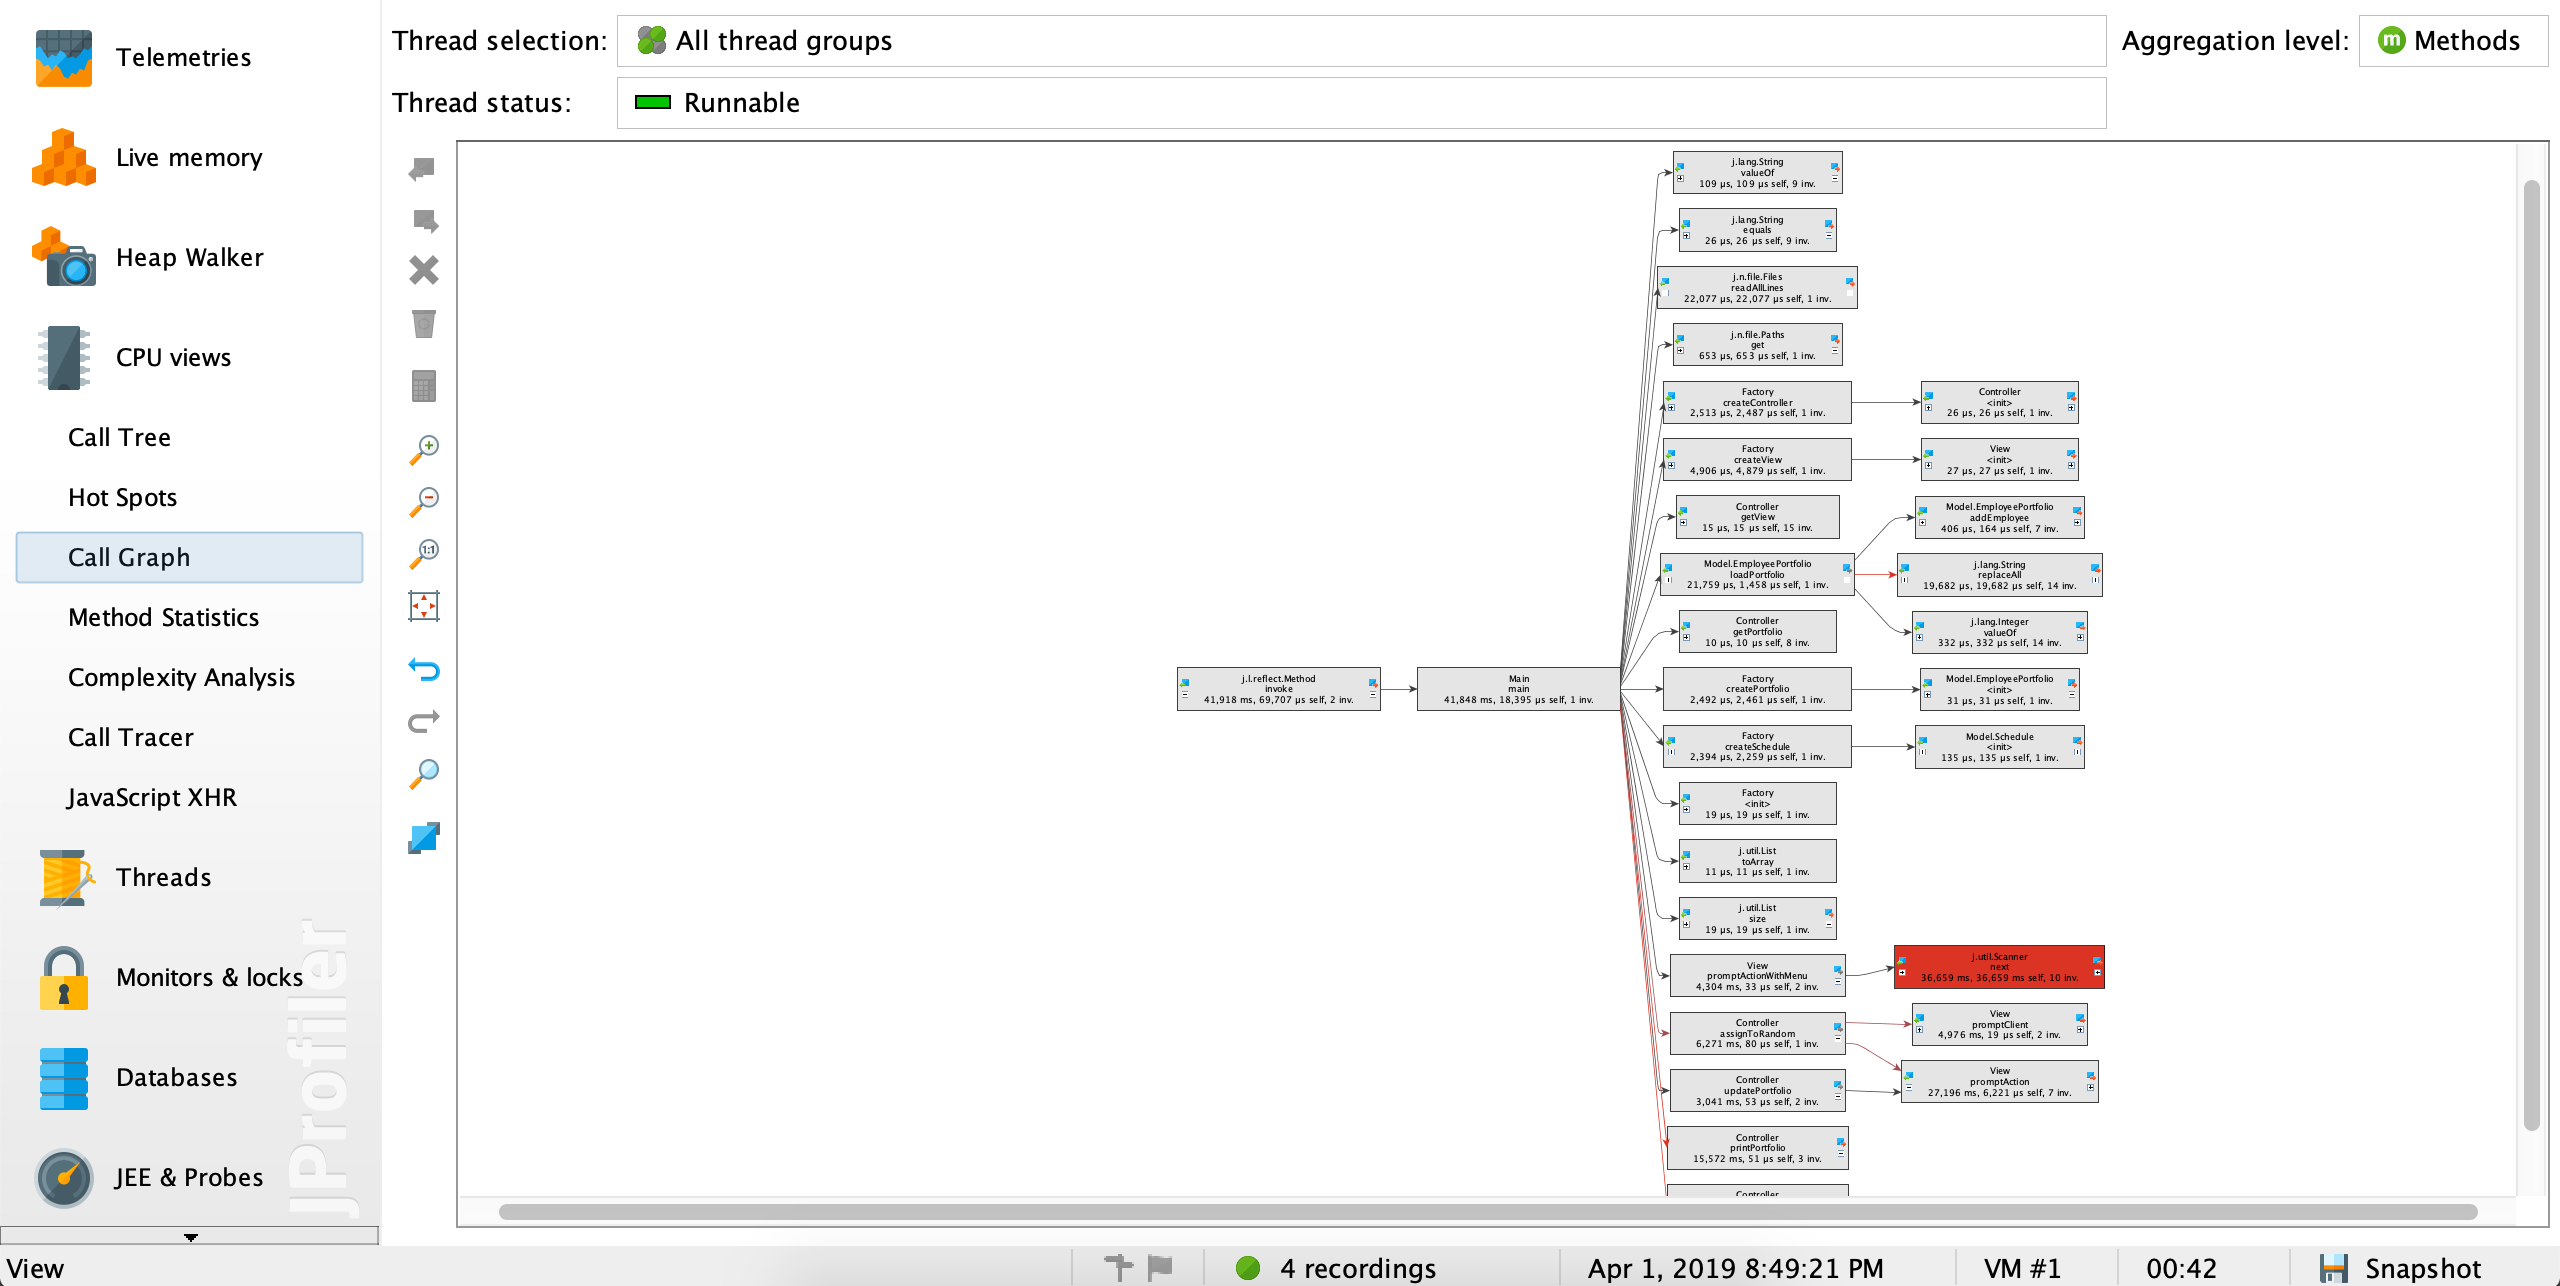 Telemetries
Live memory
Heap Walker
CPU views
Call Tree
Hot Spots
Call Graph
Method Statistics
Complexity Analysis
Call Tracer
JavaScript XHR
Threads
Monitors & locks
Databases
JEE & Probes
JProfiler
Thread selection:
All thread groups
Aggregation level:
m Methods
Thread status:
Runnable
1:1
j.l.reflect.Method
invoke
41,918 ms, 69,707 µs self, 2 inv.
Main
main
41,848 ms, 18,395 µs self, 1 inv.
j.lang.String
valueOf
109 µs, 109 µs self, 9 inv.
j.lang.String
equals
26 µs, 26 µs self, 9 inv.
j.n.file.Files
readAllLines
22,077 µs, 22,077 µs self, 1 inv.
j.n.file.Paths
get
653 µs, 653 µs self, 1 inv.
Factory
createController
2,513 µs, 2,487 µs self, 1 inv.
Controller
<init>
26 µs, 26 µs self, 1 inv.
Factory
createView
4,906 µs, 4,879 µs self, 1 inv.
View
<init>
27 µs, 27 µs self, 1 inv.
Controller
getView
15 µs, 15 µs self, 15 inv.
Model.EmployeePortfolio
addEmployee
406 µs, 164 µs self, 7 inv.
Model.EmployeePortfolio
loadPortfolio
21,759 µs, 1,458 µs self, 1 inv.
j.lang.String
replaceAll
19,682 µs, 19,682 µs self, 14 inv.
Controller
getPortfolio
10 µs, 10 µs self, 8 inv.
j.lang.Integer
valueOf
332 µs, 332 µs self, 14 inv.
Factory
createPortfolio
2,492 µs, 2,461 µs self, 1 inv.
Model.EmployeePortfolio
<init>
31 µs, 31 µs self, 1 inv.
Factory
createSchedule
2,394 µs, 2,259 µs self, 1 inv.
Model.Schedule
<init>
135 µs, 135 µs self, 1 inv.
Factory
<init>
19 µs, 19 µs self, 1 inv.
j.util.List
toArray
11 µs, 11 µs self, 1 inv.
j.util.List
size
19 µs, 19 µs self, 1 inv.
View
promptActionWithMenu
4,304 ms, 33 µs self, 2 inv.
j.util.Scanner
next
36,659 ms, 36,659 ms self, 10 inv.
Controller
assignToRandom
6,271 ms, 80 µs self, 1 inv.
View
promptClient
4,976 ms, 19 µs self, 2 inv.
Controller
updatePortfolio
3,041 ms, 53 µs self, 2 inv.
View
promptAction
27,196 ms, 6,221 µs self, 7 inv.
Controller
printPortfolio
15,572 ms, 51 µs self, 3 inv.
Controller
View
4 recordings
Apr 1, 2019 8:49:21 PM
VM #1
00:42
Snapshot